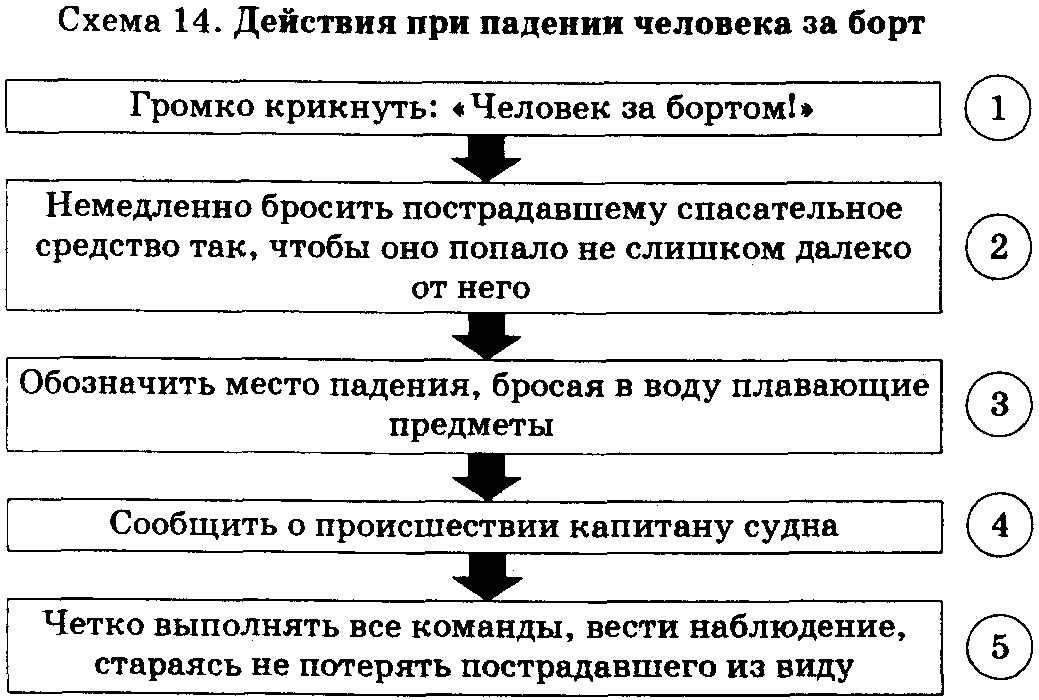 Схема 14. Действия при падении человека за борт
Громко крикнуть: «Человек за бортом!»
1
Немедленно бросить пострадавшему спасательное
средство так, чтобы оно попало не слишком далеко
от него
2
Обозначить место падения, бросая в воду плавающие
предметы
3
Сообщить о происшествии капитану судна
4
Четко выполнять все команды, вести наблюдение,
стараясь не потерять пострадавшего из виду
5